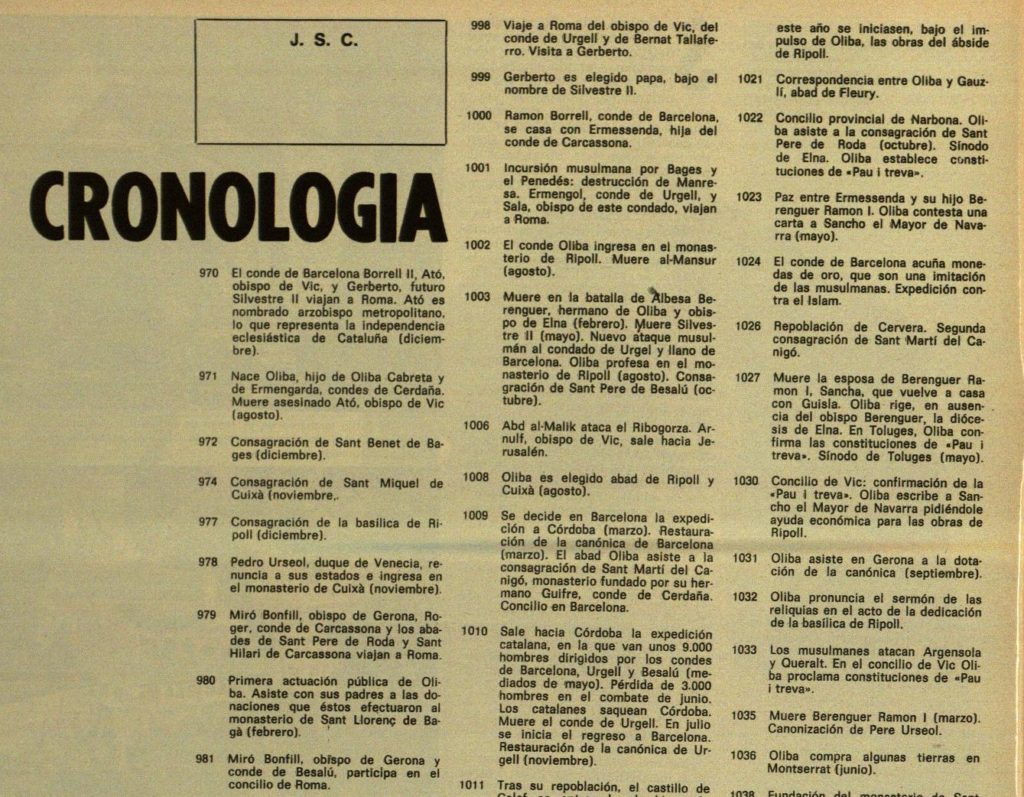 J. S. C.
CRONOLOGIA
970 El conde de Barcelona Borrell II, Ató,
obispo de Vic, y Gerberto, futuro
Silvestre II viajan a Roma. Ató es
nombrado arzobispo metropolitano,
lo que representa la independencia
eclesiástica de Cataluña (diciem-
bre).
971 Nace Oliba, hijo de Oliba Cabreta y
de Ermengarda, condes de Cerdaña.
Muere asesinado Ató, obispo de Vic
(agosto).
972 Consagración de Sant Benet de Ba-
ges (diciembre).
974 Consagración de Sant Miquel de
Cuixà (noviembre,.
977 Consagración de la basílica de Ri-
poll (diciembre).
978 Pedro Urseol, duque de Venecia, re-
nuncia a sus estados e ingresa en
el monasterio de Cuixà (noviembre).
979 Miró Bonfill, obispo de Gerona, Ro-
ger, conde de Carcassona y los aba-
des de Sant Pere de Roda y Sant
Hilari de Carcassona viajan a Roma.
980 Primera actuación pública de Oli-
ba. Asiste con sus padres a las do-
naciones que éstos efectuaron al
monasterio de Sant Llorenç de Ba-
gà (febrero).
981 Miró Bonfill, obispo de Gerona y
conde de Besalú, participa en el
concilio de Roma.
998 Viaje a Roma del obispo de Vic, del
conde de Urgell y de Bernat Tallafe-
rro. Visita a Gerberto.
999 Gerberto es elegido papa, bajo el
nombre de Silvestre II.
1000 Ramon Borrell, conde de Barcelona,
se casa con Ermessenda, hija del
conde de Carcassona.
1001 Incursión musulmana por Bages y
el Penedés: destrucción de Manre-
sa. Ermengol, conde de Urgell, y
Sala, obispo de este condado, viajan
a Roma.
1002 El conde Oliba ingresa en el monas-
terio de Ripoll. Muere al-Mansur
(agosto).
1003 Muere en la batalla de Albesa Be-
renguer, hermano de Oliba y obis-
po de Elna (febrero). Muere Silves-
tre II (mayo). Nuevo ataque musul-
mán al condado de Urgel y llano de
Barcelona. Oliba profesa en el mo-
nasterio de Ripoll (agosto). Consa-
gración de Sant Pere de Besalú (oc-
tubre).
1006 Abd al-Malik ataca el Ribogorza. Ar-
nulf, obispo de Vic, sale hacia Je-
rusalén.
1008 Oliba es elegido abad de Ripoll y
Cuixà (agosto).
1009 Se decide en Barcelona la expedi-
ción a Córdoba (marzo). Restaura-
ción de la canónica de Barcelona
(marzo). El abad Oliba asiste a la
consagración de Sant Martí del Ca-
nigó, monasterio fundado por su her-
mano Guifre, conde de Cerdaña.
Concilio en Barcelona.
1010 Sale hacia Córdoba la expedición
catalana, en la que van unos 9.000
hombres dirigidos por los condes
de Barcelona, Urgell y Besalú (me-
diados de mayo). Pérdida de 3.000
hombres en el combate de junio.
Los catalanes saquean Córdoba.
Muere el conde de Urgell. En julio
se inicia el regreso a Barcelona.
Restauración de la canónica de Ur-
gell (noviembre).
1011 Tras su repoblación, el castillo de
este año se iniciasen, bajo el im-
pulso de Oliba, las obras del ábside
de Ripoll.
1021 Correspondencia entre Oliba y Gauz-
lí, abad de Fleury.
1022 Concilio provincial de Narbona. Oli-
ba asiste a la consagración de Sant
Pere de Roda (octubre). Sínodo
de Elna. Oliba establece consti-
tuciones de «Pau i treva».
1023 Paz entre Ermessenda y su hijo Be-
renguer Ramon I. Oliba contesta una
carta a Sancho el Mayor de Nava-
rra (mayo).
1024 El conde de Barcelona acuña mone-
das de oro, que son una imitación
de las musulmanas. Expedición con-
tra el Islam.
1026 Repoblación de Cervera. Segunda
consagración de Sant Martí del Ca-
nigó.
1027 Muere la esposa de Berenguer Ra-
mon I, Sancha, que vuelve a casa
con Guisla. Oliba rige, en ausen-
cia del obispo Berenguer, la dióce-
sis de Elna. En Toluges, Oliba con-
firma las constituciones de «Pau i
treva». Sínodo de Toluges (mayo).
1030 Concilio de Vic: confirmación de la
«Pau i treva». Oliba escribe a San-
cho el Mayor de Navarra pidiéndole
ayuda económica para las obras de
Ripoll.
1031 Oliba asiste en Gerona a la dota-
ción de la canónica (septiembre).
1032 Oliba pronuncia el sermón de las
reliquias en el acto de la dedicación
de la basílica de Ripoll.
1033 Los musulmanes atacan Argensola
y Queralt. En el concilio de Vic Oli-
ba proclama constituciones de «Pau
i treva».
1035 Muere Berenguer Ramon I (marzo).
Canonización de Pere Urseol.
1036 Oliba compra algunas tierras en
Montserrat (junio).
1038 Fundación del monasterio de Sant